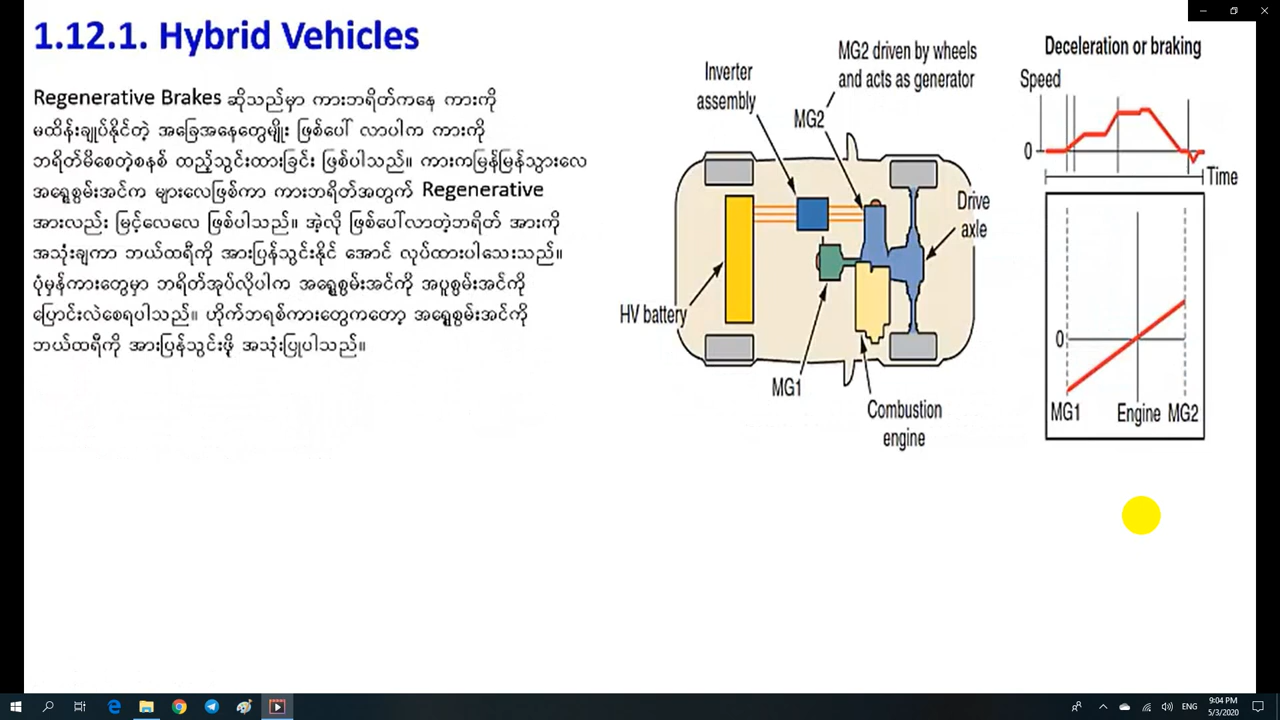 1.12.1. Hybrid Vehicles
Regenerative Brakes ဆိုသည်မှာ ကားဘရိတ်ကနေ ကားကို
မထိန်းချုပ်နိုင်တဲ့ အခြေအနေတွေမျိုး ဖြစ်ပေါ် လာပါက ကားကို
ဘရိတ်မိစေတဲ့စနစ် ထည့်သွင်းထားခြင်း ဖြစ်ပါသည်။ ကားကမြန်မြန်သွားလေ
အရွေ့စွမ်းအင်က များလေဖြစ်ကာ ကားဘရိတ်အတွက် Regenerative
အားလည်း မြင့်လေလေ ဖြစ်ပါသည်။ အဲ့လို ဖြစ်ပေါ်လာတဲ့ဘရိတ် အားကို
အသုံးချကာ ဘယ်ထရီကို အားပြန်သွင်းနိုင် အောင် လုပ်ထားပါသေးသည်။
ပုံမှန်ကားတွေမှာ ဘရိတ်အုပ်လိုပါက အရွေ့စွမ်းအင်ကို အပူစွမ်းအင်ကို
ပြောင်းလဲစေရပါသည်။ ဟိုက်ဘရစ်ကားတွေကတော့ အရွေ့စွမ်းအင်ကို
ဘယ်ထရီကို အားပြန်သွင်းဖို့ အသုံးပြုပါသည်။
MG2 driven by wheels
and acts as generator
Inverter
assembly
MG2
Drive
axle
HV battery
MG1
Combustion
engine
Deceleration or braking
Speed
0
Time
0
MG1 Engine MG2
ENG
9:04 PM
5/3/2020